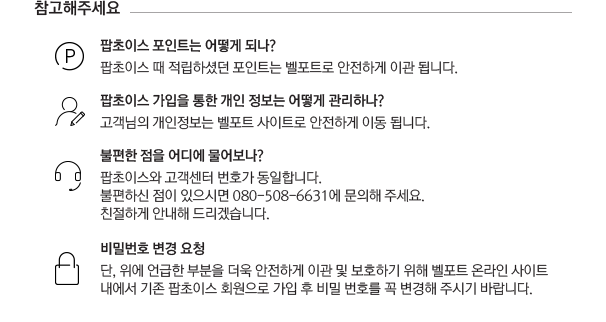 참고해주세요
P
팝초이스 포인트는 어떻게 되나?
팝초이스 때 적립하셨던 포인트는 벨포트로 안전하게 이관 됩니다.
팝초이스 가입을 통한 개인 정보는 어떻게 관리하나?
고객님의 개인정보는 벨포트 사이트로 안전하게 이동 됩니다.
불편한 점을 어디에 물어보나?
팝초이스와 고객센터 번호가 동일합니다.
불편하신 점이 있으시면 080-508-6631에 문의해 주세요.
친절하게 안내해 드리겠습니다.
비밀번호 변경 요청
단, 위에 언급한 부분을 더욱 안전하게 이관 및 보호하기 위해 벨포트 온라인 사이트
내에서 기존 팝초이스 회원으로 가입 후 비밀 번호를 꼭 변경해 주시기 바랍니다.